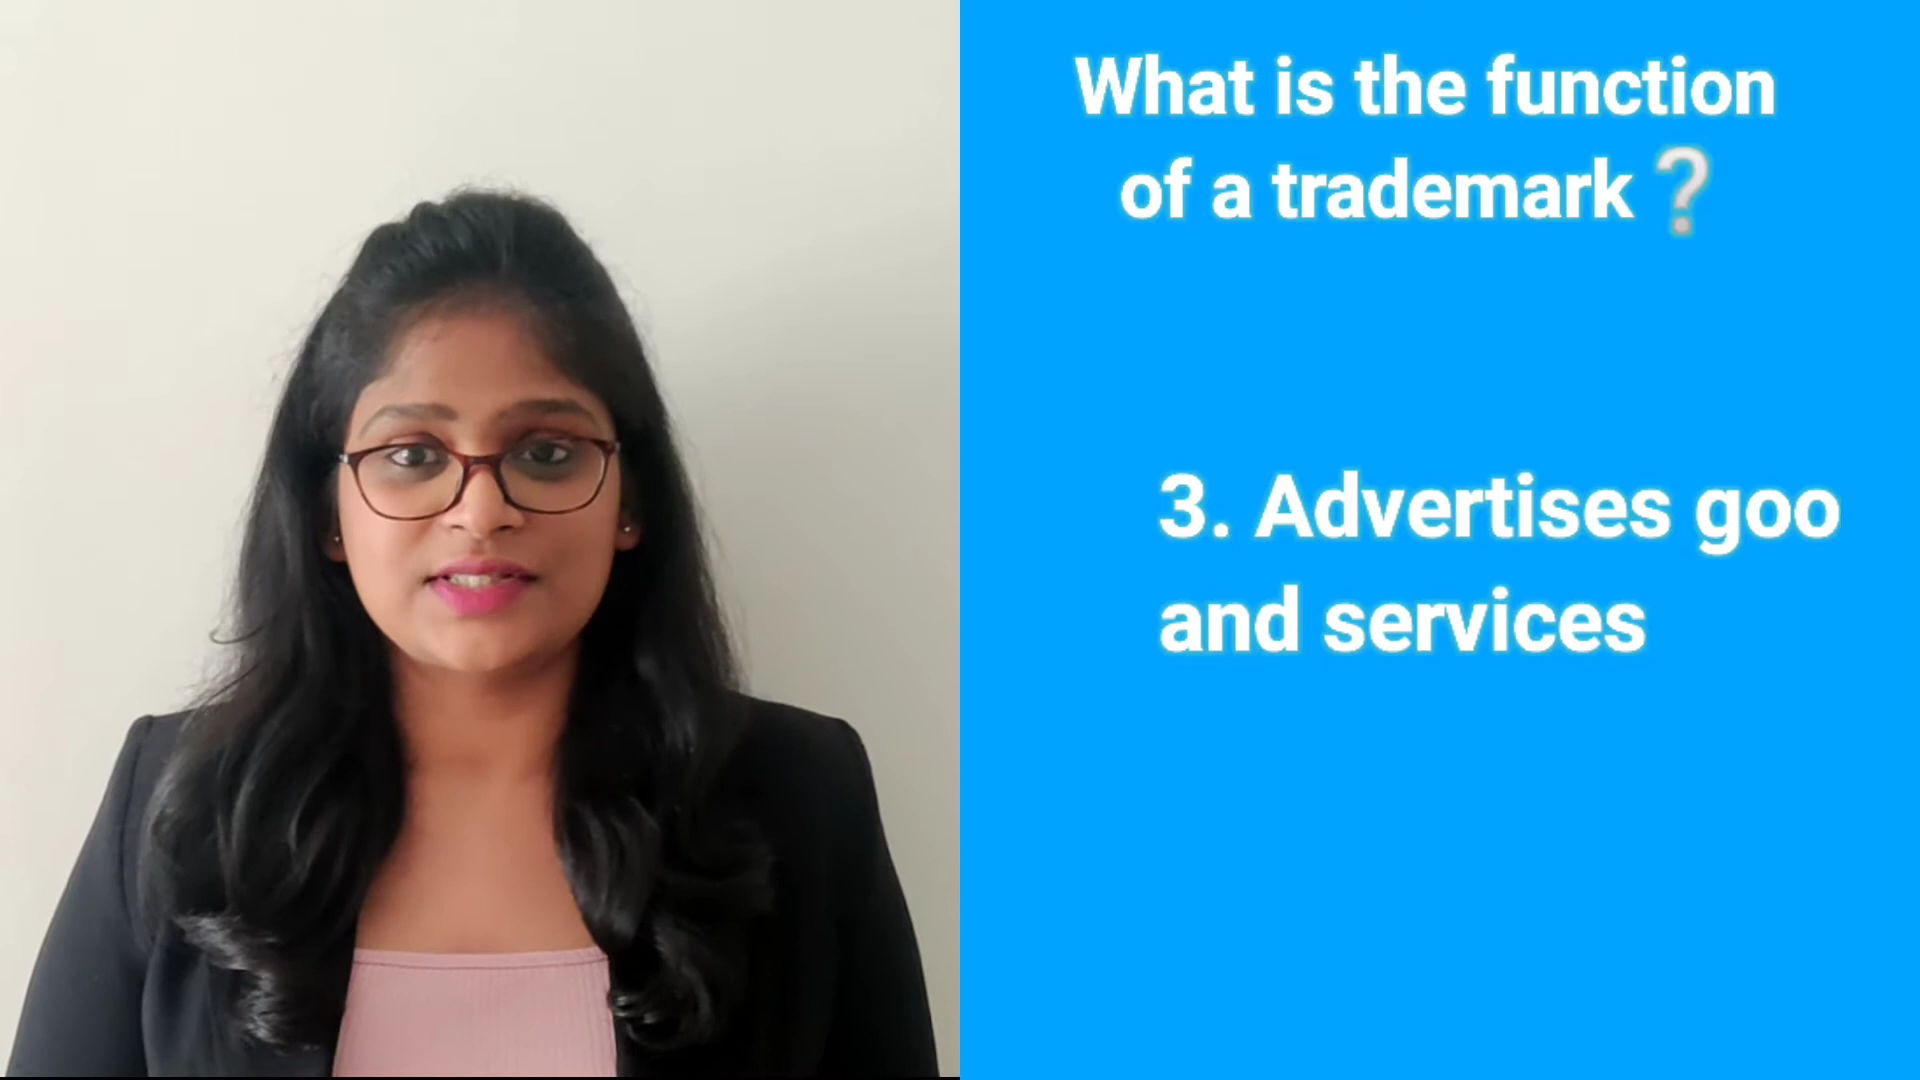 What is the function
of a trademark❔
3. Advertises goo
and services